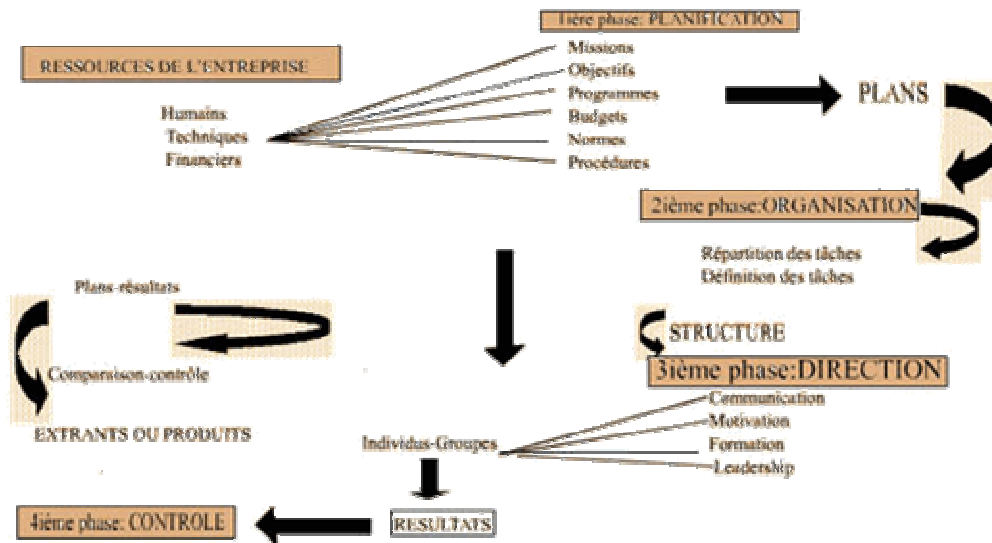 1ière phase: PLANIFICATION
RESSOURCES DE L'ENTREPRISE
Humains
Techniques
Financiers
Missions
Objectifs
Programmes
Budgets
Normes
Procédures
PLANS
2ième phase:ORGANISATION
Répartition des tâches
Définition des tâches
STRUCTURE
3ième phase:DIRECTION
Communication
Motivation
Formation
Leadership
Individus-Groupes
RESULTATS
4ième phase: CONTROLE
Plans-résultats
Comparaison-contrôle
EXTRANTS OU PRODUITS